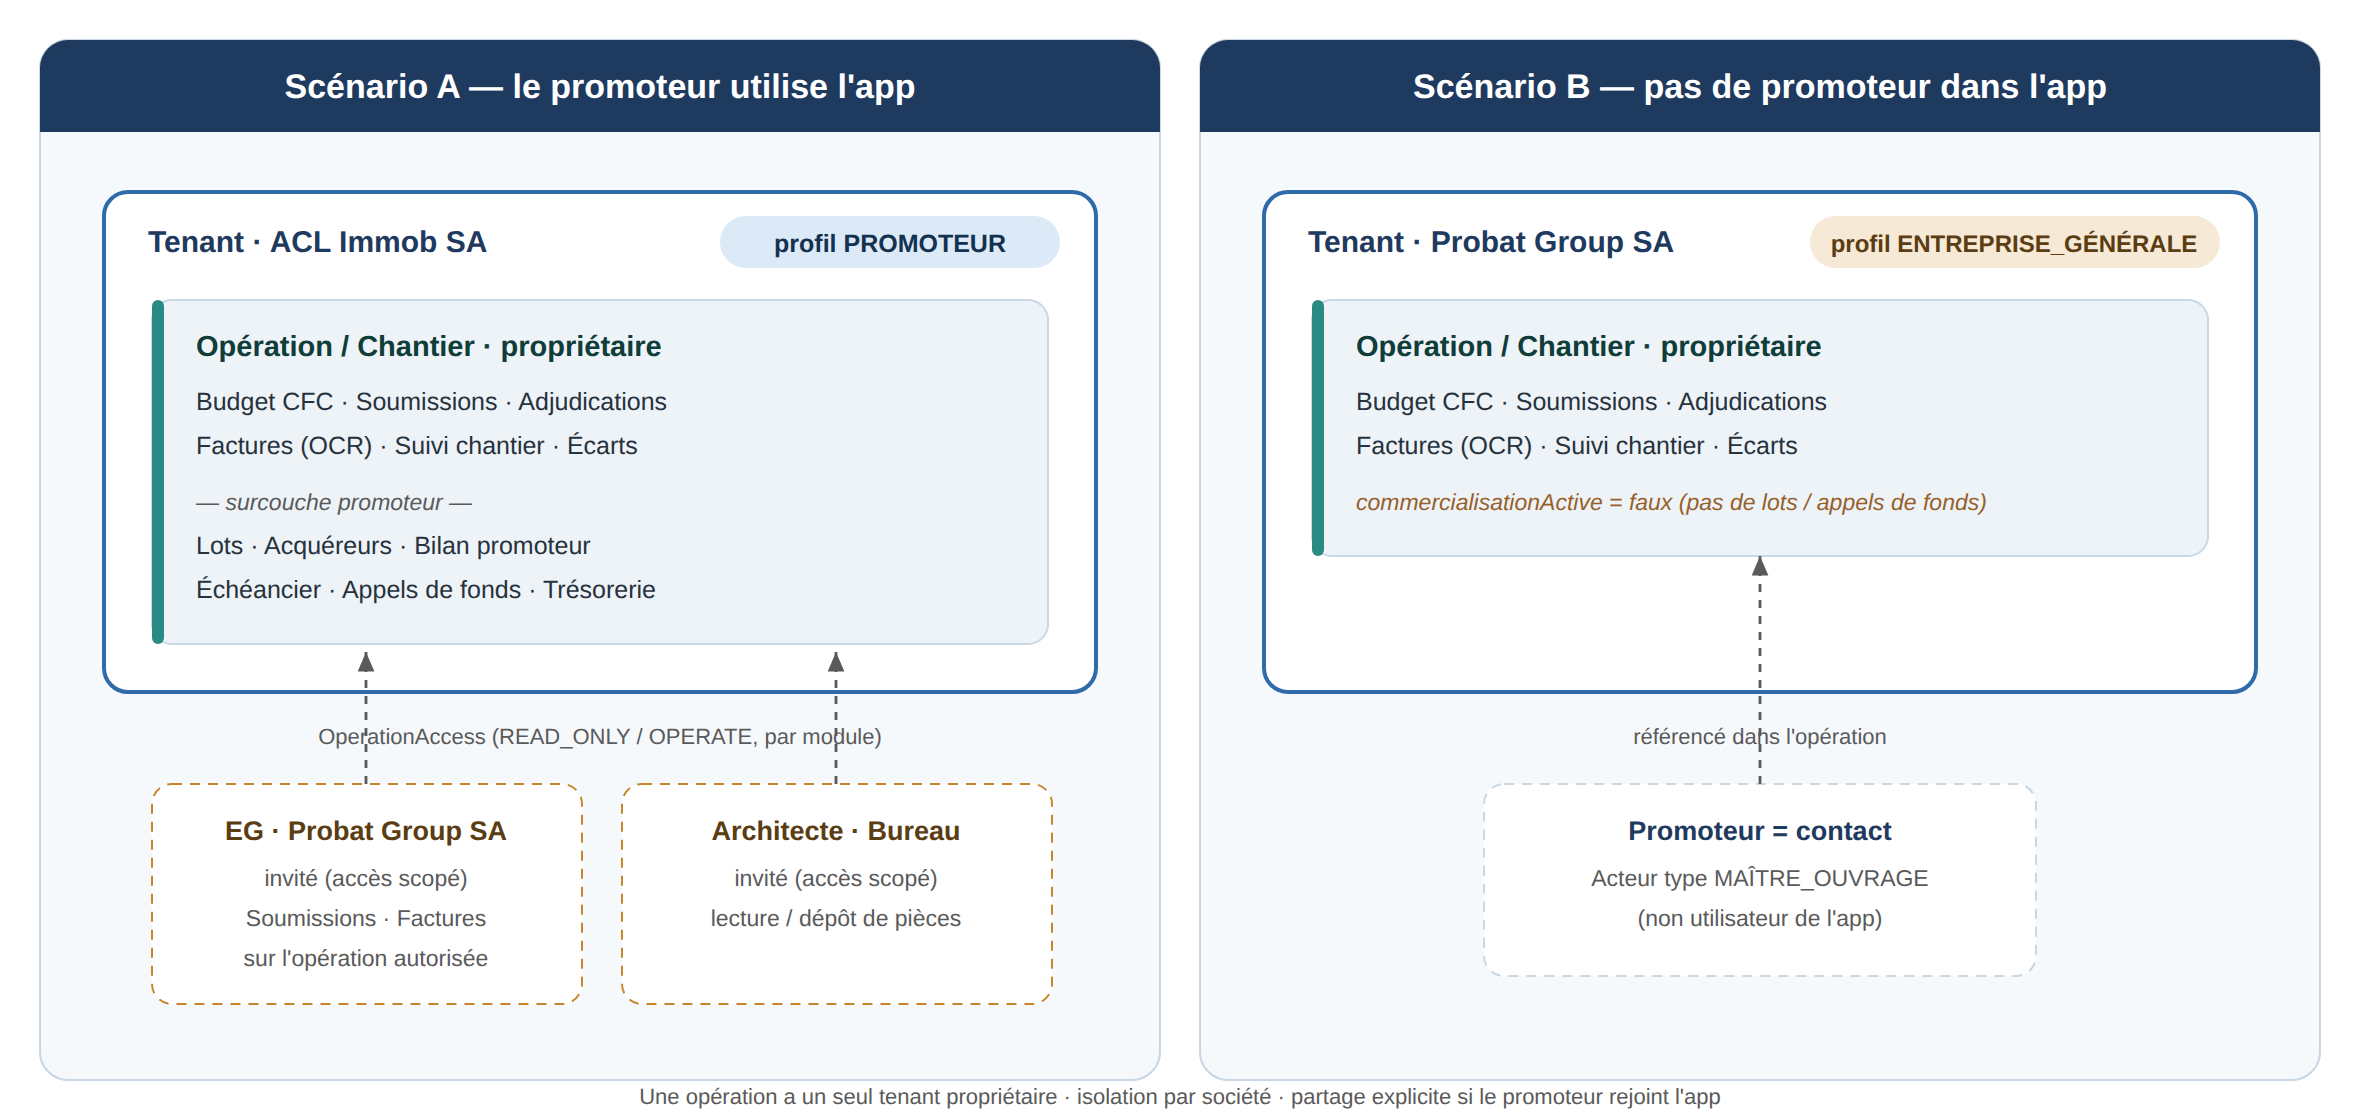 Scénario A — le promoteur utilise l'app
Tenant · ACL Immob SA
profil PROMOTEUR
Opération / Chantier · propriétaire
Budget CFC · Soumissions · Adjudications
Factures (OCR) · Suivi chantier · Écarts
— surcouche promoteur —
Lots · Acquéreurs · Bilan promoteur
Échéancier · Appels de fonds · Trésorerie
OperationAccess (READ_ONLY / OPERATE, par module)
EG · Probat Group SA
invité (accès scopé)
Soumissions · Factures
sur l'opération autorisée
Architecte · Bureau
invité (accès scopé)
lecture / dépôt de pièces
Scénario B — pas de promoteur dans l'app
Tenant · Probat Group SA
profil ENTREPRISE_GÉNÉRALE
Opération / Chantier · propriétaire
Budget CFC · Soumissions · Adjudications
Factures (OCR) · Suivi chantier · Écarts
commercialisationActive = faux (pas de lots / appels de fonds)
référencé dans l'opération
Promoteur = contact
Acteur type MAÎTRE_OUVRAGE
(non utilisateur de l'app)
Une opération a un seul tenant propriétaire · isolation par société · partage explicite si le promoteur rejoint l'app